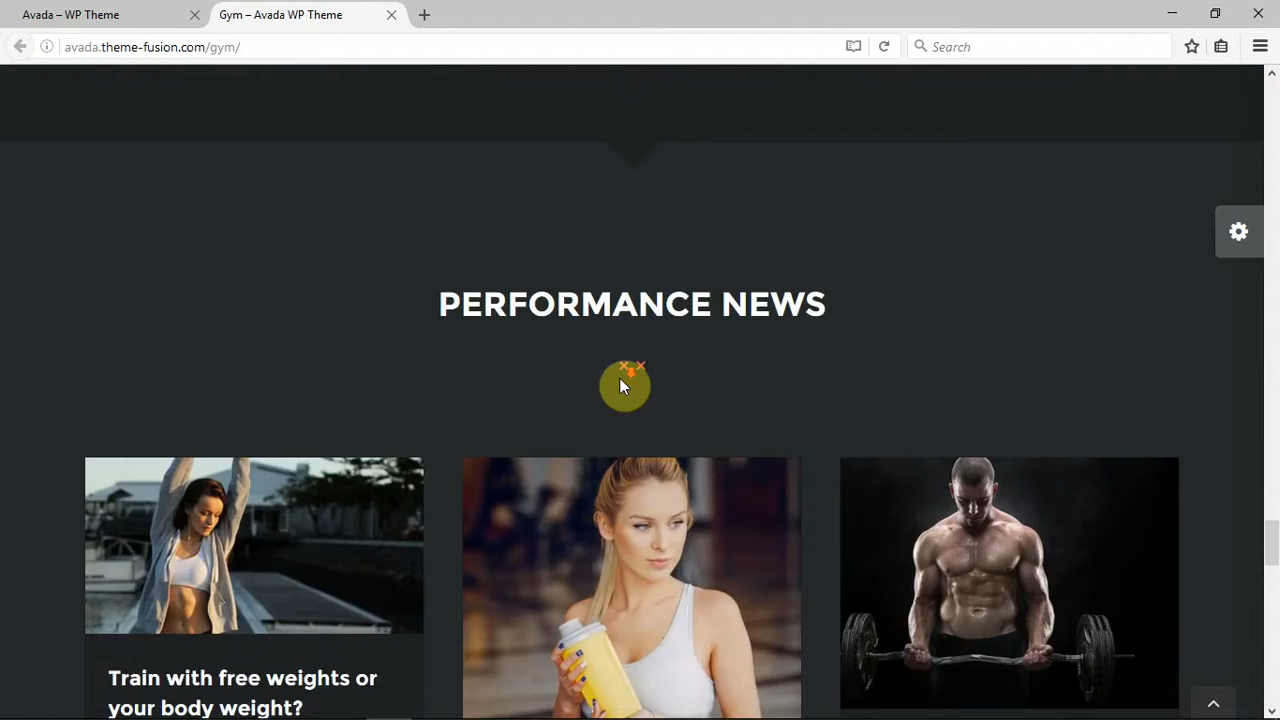 Avada – WP Theme
Gym – Avada WP Theme
avada.theme-fusion.com/gym/
Search
PERFORMANCE NEWS
Train with free weights or
your body weight?